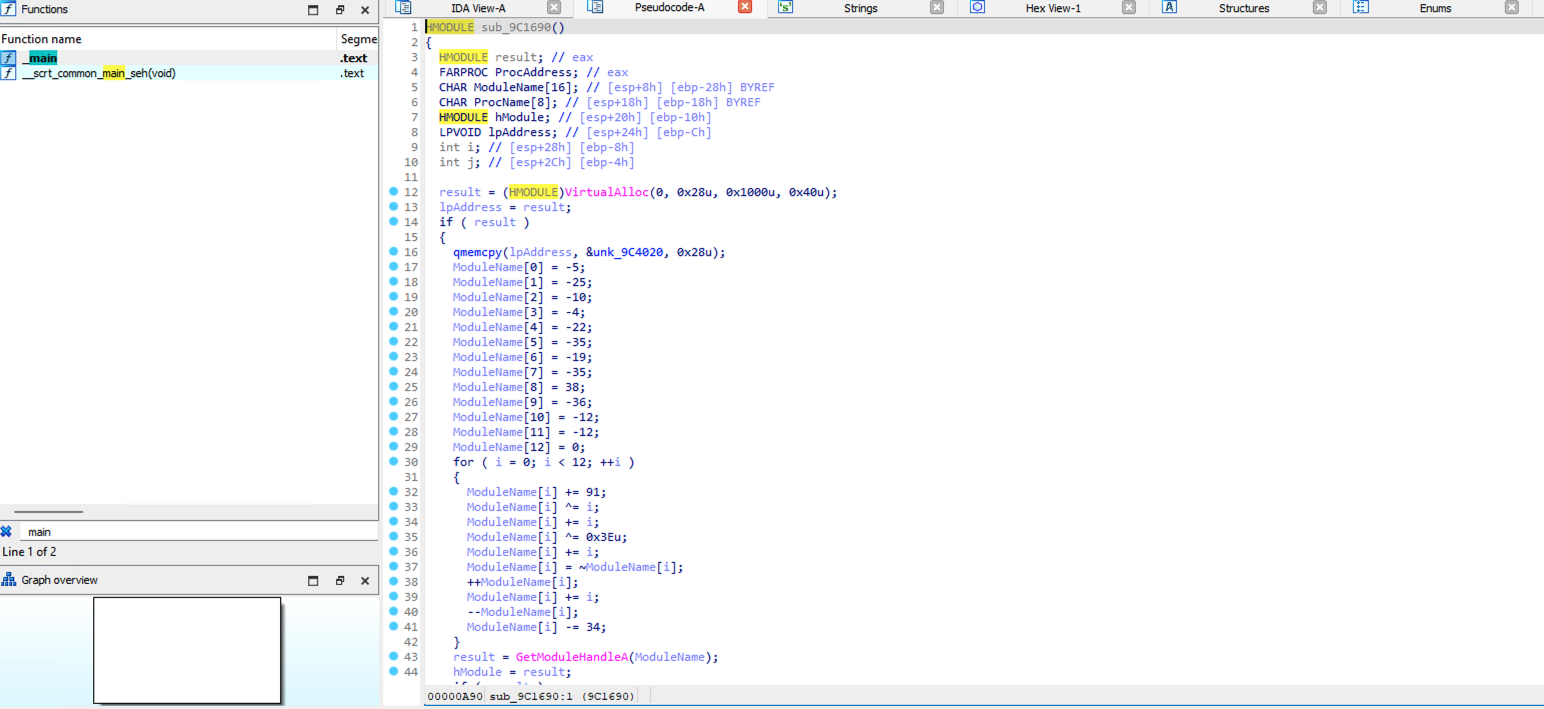 Functions
Function name Segme
_main .text
__scrt_common_main_seh(void) .text
main
Line 1 of 2
Graph overview
IDA View-A Pseudocode-A Strings Hex View-1 Structures Enums
1 HMODULE sub_9C1690()
2 {
3 HMODULE result; // eax
4 FARPROC ProcAddress; // eax
5 CHAR ModuleName[16]; // [esp+8h] [ebp-28h] BYREF
6 CHAR ProcName[8]; // [esp+18h] [ebp-18h] BYREF
7 HMODULE hModule; // [esp+20h] [ebp-10h]
8 LPVOID lpAddress; // [esp+24h] [ebp-Ch]
9 int i; // [esp+28h] [ebp-8h]
10 int j; // [esp+2Ch] [ebp-4h]
11
12 result = (HMODULE)VirtualAlloc(0, 0x28u, 0x1000u, 0x40u);
13 lpAddress = result;
14 if ( result )
15 {
16 qmemcpy(lpAddress, &unk_9C4020, 0x28u);
17 ModuleName[0] = -5;
18 ModuleName[1] = -25;
19 ModuleName[2] = -10;
20 ModuleName[3] = -4;
21 ModuleName[4] = -22;
22 ModuleName[5] = -35;
23 ModuleName[6] = -19;
24 ModuleName[7] = -35;
25 ModuleName[8] = 38;
26 ModuleName[9] = -36;
27 ModuleName[10] = -12;
28 ModuleName[11] = -12;
29 ModuleName[12] = 0;
30 for ( i = 0; i < 12; ++i )
31 {
32 ModuleName[i] += 91;
33 ModuleName[i] ^= i;
34 ModuleName[i] += i;
35 ModuleName[i] ^= 0x3Eu;
36 ModuleName[i] += i;
37 ModuleName[i] = ~ModuleName[i];
38 ++ModuleName[i];
39 ModuleName[i] += i;
40 --ModuleName[i];
41 ModuleName[i] -= 34;
42 }
43 result = GetModuleHandleA(ModuleName);
44 hModule = result;
00000A90 sub_9C1690:1 (9C1690)